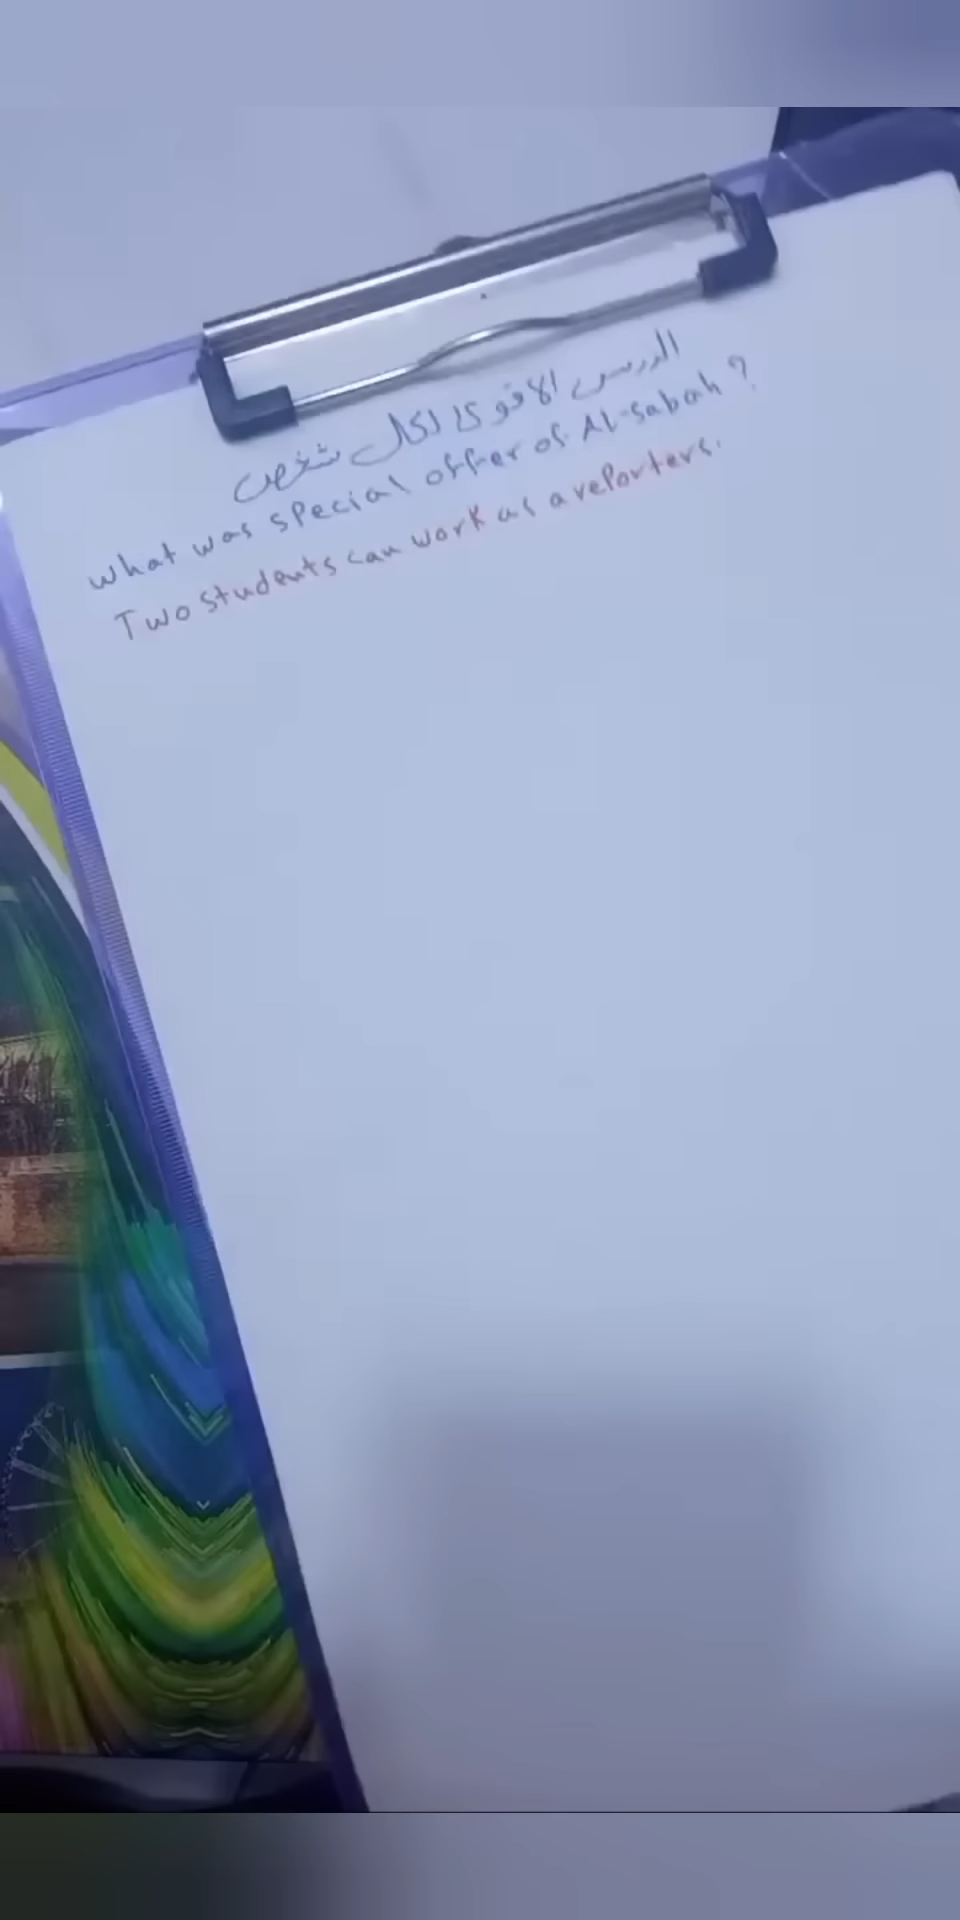 الدرس الاقوى لكل شخص
what was special offer of Al-Sabah?
Two students can work as a reporters.